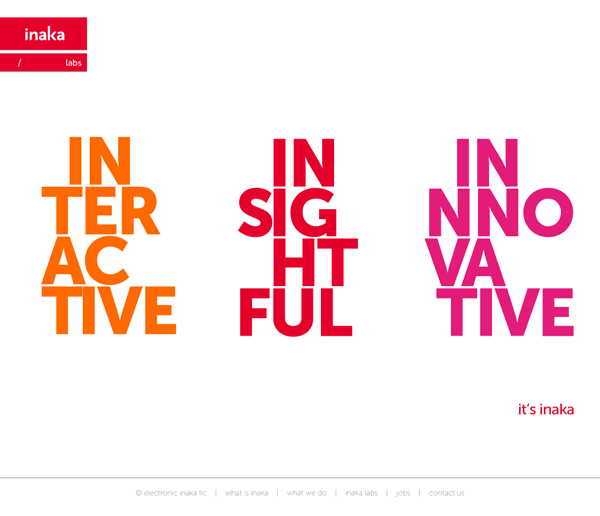 inaka
/ labs
IN
TER
AC
TIVE
IN
SIG
HT
FUL
IN
NNO
VA
TIVE
it's inaka
© electronic inaka llc | what is inaka | what we do | inaka labs | jobs | contact us